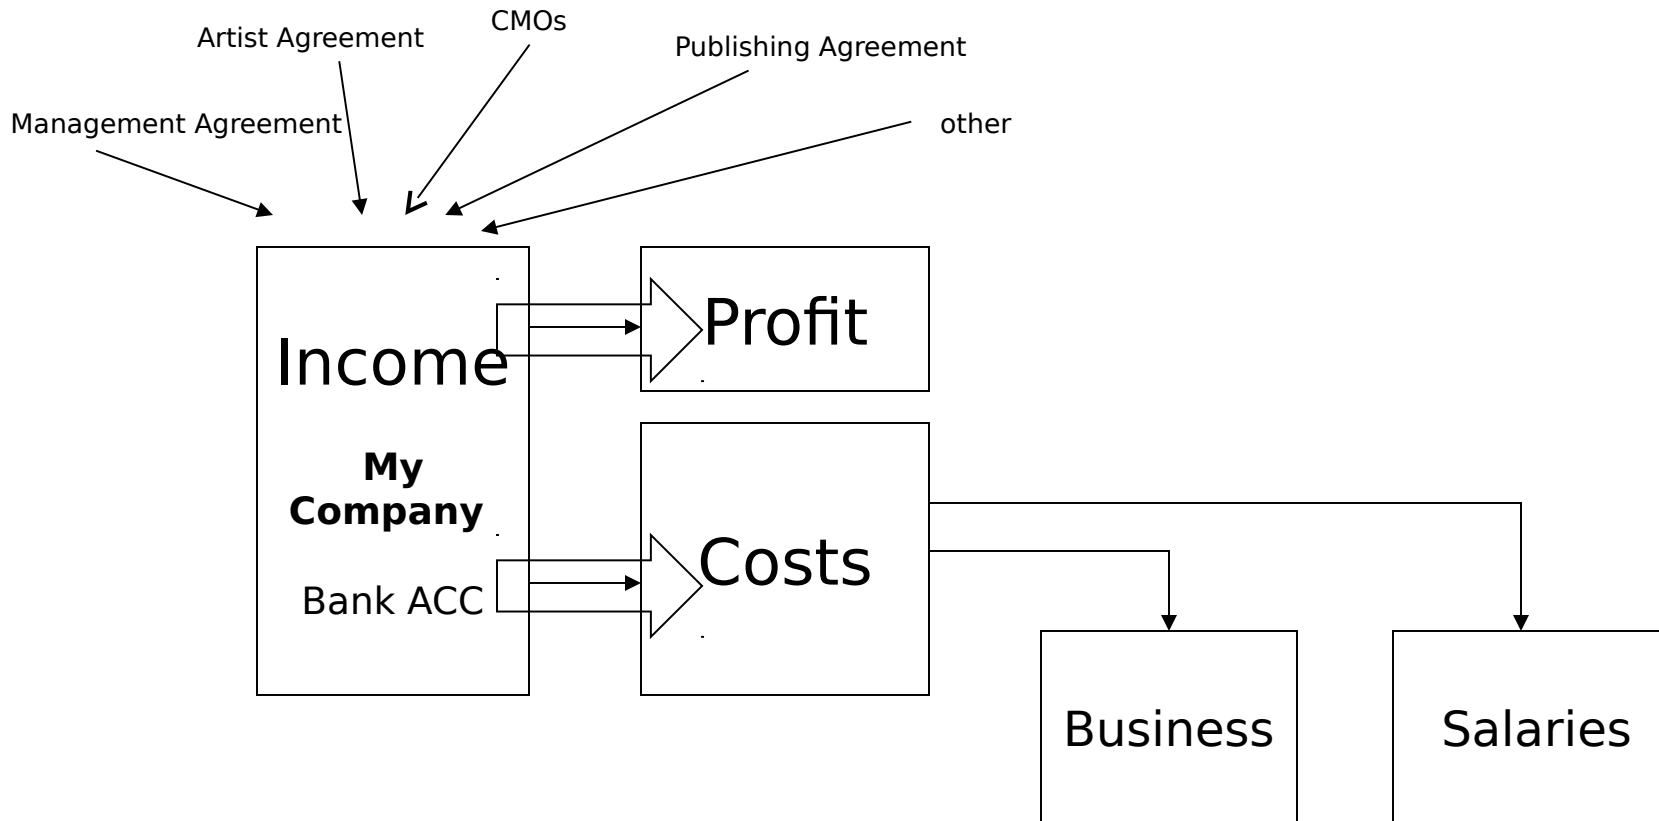 CMOs
Artist Agreement
Publishing Agreement
Management Agreement
other
Income
My
Company
Bank ACC
Profit
Costs
Business
Salaries